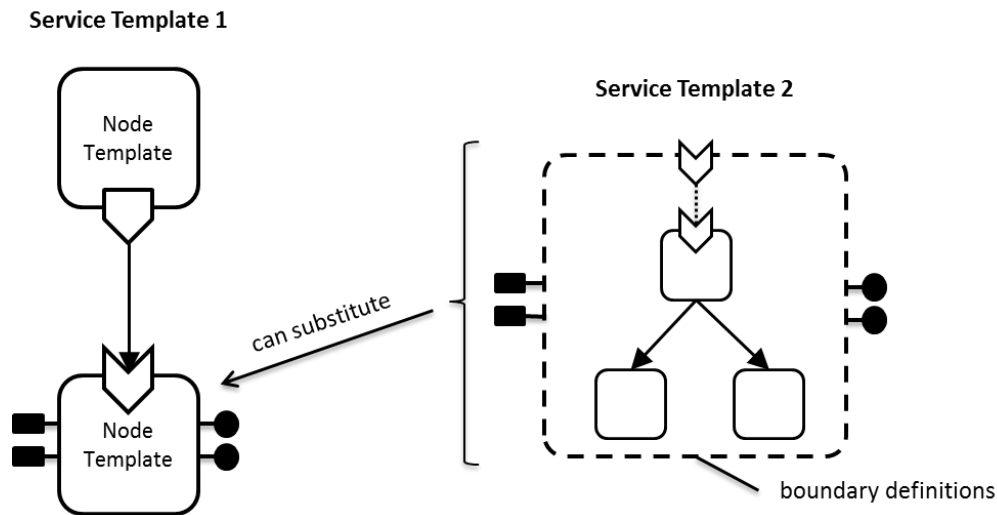 Service Template 1
Node
Template
Service Template 2
can substitute
Node
Template
boundary definitions